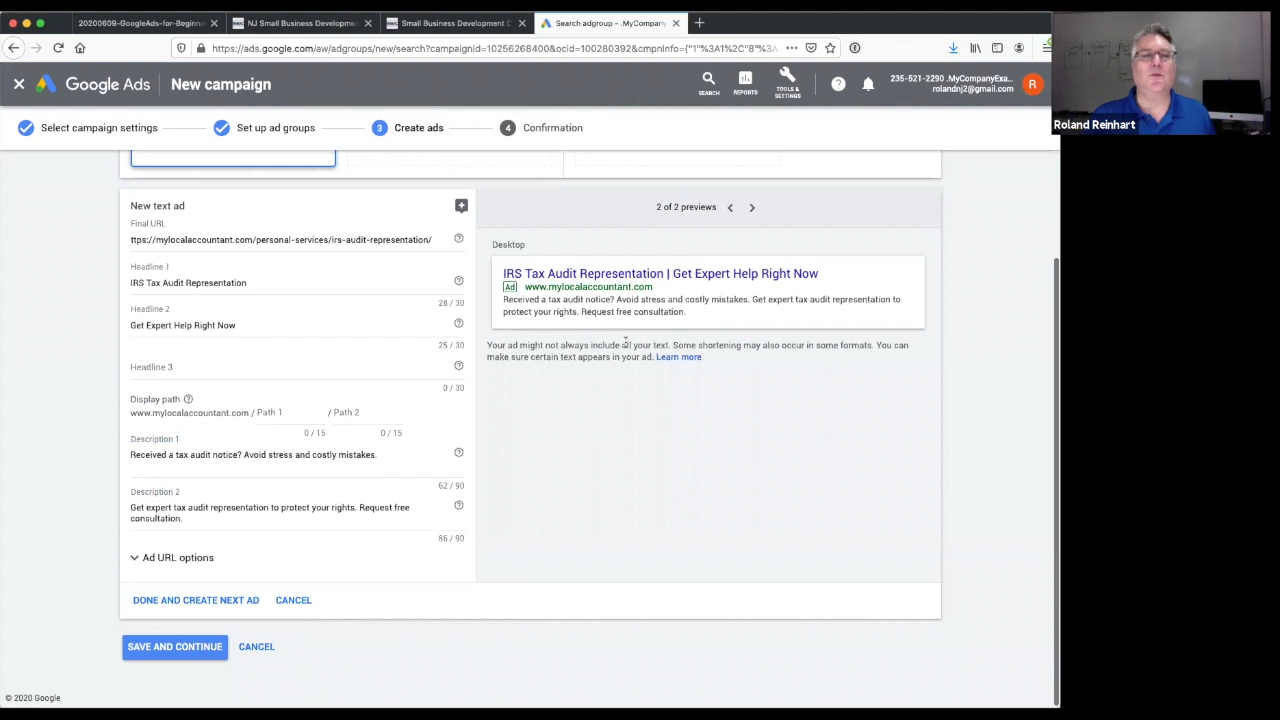 20200609-GoogleAds-for-Beginner
NJ Small Business Developmen
Small Business Development C
Search adgroup - .MyCompany
https://ads.google.com/aw/adgroups/new/search?campaignId=10256268400&ocid=100280392&cmpnInfo={"1"%3A1%2C"8"%3A
Google Ads
New campaign
SEARCH
REPORTS
TOOLS &
SETTINGS
235-521-2290 .MyCompanyExa...
rolandnj2@gmail.com
R
Roland Reinhart
Select campaign settings
Set up ad groups
3 Create ads
4 Confirmation
New text ad
Final URL
ttps://mylocalaccountant.com/personal-services/irs-audit-representation/
Headline 1
IRS Tax Audit Representation
28 / 30
Headline 2
Get Expert Help Right Now
25 / 30
Headline 3
0 / 30
Display path
www.mylocalaccountant.com / Path 1 / Path 2
0 / 15 0 / 15
Description 1
Received a tax audit notice? Avoid stress and costly mistakes.
62 / 90
Description 2
Get expert tax audit representation to protect your rights. Request free
consultation.
86 / 90
Ad URL options
DONE AND CREATE NEXT AD CANCEL
2 of 2 previews
Desktop
IRS Tax Audit Representation | Get Expert Help Right Now
Ad www.mylocalaccountant.com
Received a tax audit notice? Avoid stress and costly mistakes. Get expert tax audit representation to
protect your rights. Request free consultation.
Your ad might not always include all your text. Some shortening may also occur in some formats. You can
make sure certain text appears in your ad. Learn more
SAVE AND CONTINUE CANCEL
© 2020 Google